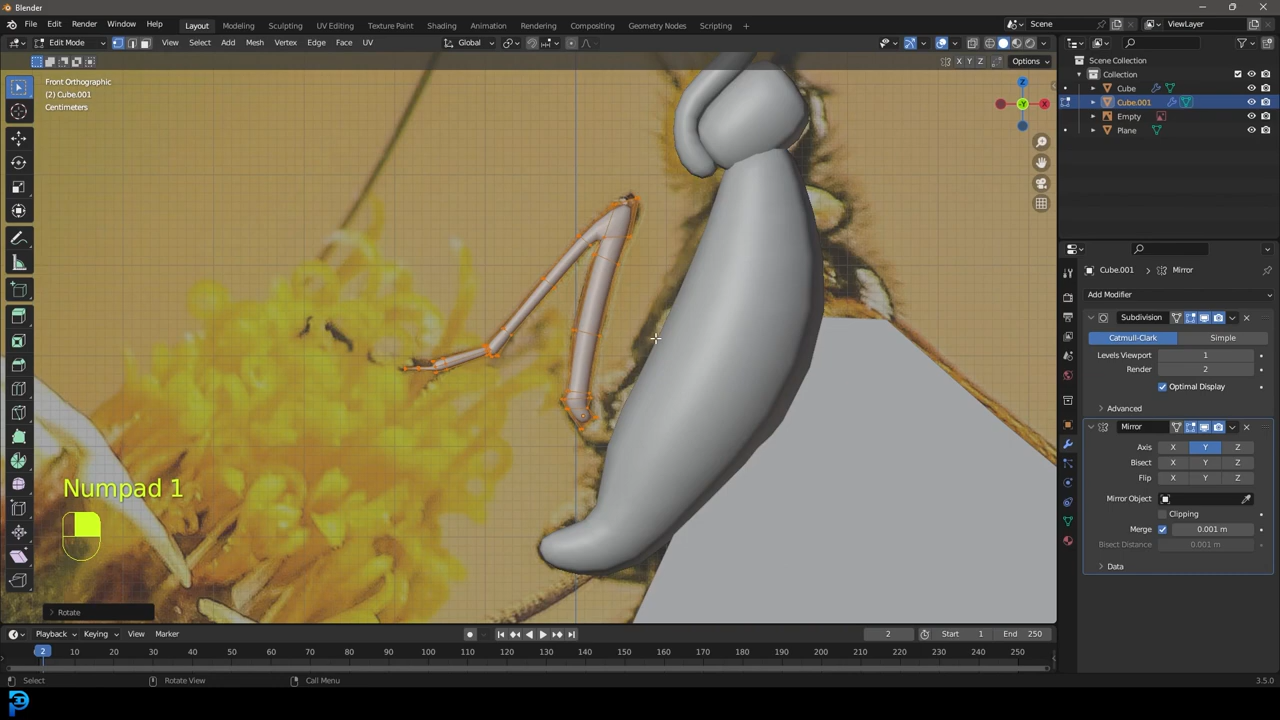 Blender
File Edit Render Window Help
Layout Modeling Sculpting UV Editing Texture Paint Shading Animation Rendering Compositing Geometry Nodes Scripting
Scene ViewLayer
Edit Mode View Select Add Mesh Vertex Edge Face UV Global
X Y Z Options
Front Orthographic
(2) Cube.001
Centimeters
Z
-Y
X
Numpad 1
Rotate
Scene Collection
Collection
Cube
Cube.001
Empty
Plane
Cube.001 Mirror
Add Modifier
Subdivision
Catmull-Clark Simple
Levels Viewport 1
Render 2
Optimal Display
Advanced
Mirror
Axis X Y Z
Bisect X Y Z
Flip X Y Z
Mirror Object
Clipping
Merge 0.001 m
Bisect Distance 0.001 m
Data
Playback Keying View Marker 2 Start 1 End 250
2 10 20 30 40 50 60 70 80 90 100 110 120 130 140 150 160 170 180 190 200 210 220 230 240 250
Select Rotate View Call Menu 3.5.0